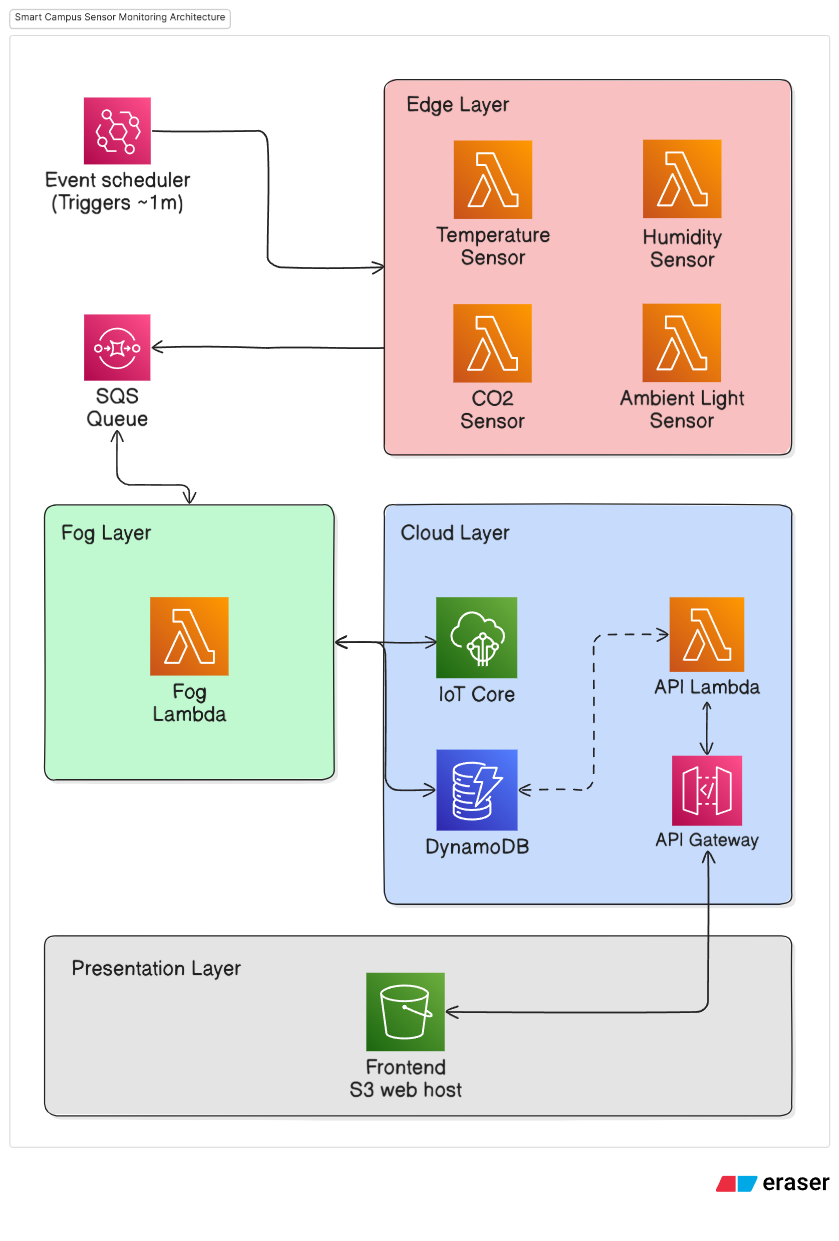 Smart Campus Sensor Monitoring Architecture
Event scheduler
(Triggers ~1m)
Edge Layer
Temperature
Sensor
Humidity
Sensor
CO2
Sensor
Ambient Light
Sensor
SQS
Queue
Fog Layer
Fog
Lambda
Cloud Layer
IoT Core
API Lambda
DynamoDB
API Gateway
Presentation Layer
Frontend
S3 web host
eraser